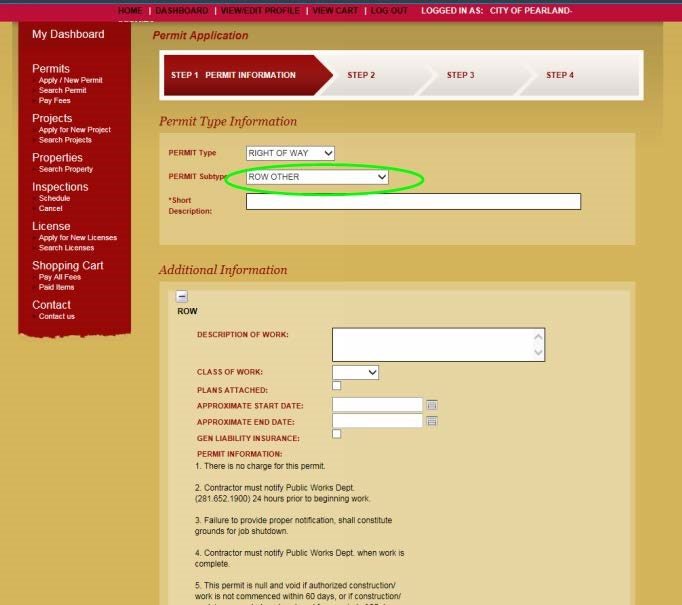 HOME | DASHBOARD | VIEW/EDIT PROFILE | VIEW CART | LOG OUT LOGGED IN AS: CITY OF PEARLAND-
My Dashboard
Permits
Apply / New Permit
Search Permit
Pay Fees
Projects
Apply for New Project
Search Projects
Properties
Search Property
Inspections
Schedule
Cancel
License
Apply for New Licenses
Search Licenses
Shopping Cart
Pay All Fees
Paid Items
Contact
Contact us
Permit Application
STEP 1 PERMIT INFORMATION STEP 2 STEP 3 STEP 4
Permit Type Information
PERMIT Type RIGHT OF WAY
PERMIT Subtype ROW OTHER
*Short
Description:
Additional Information
ROW
DESCRIPTION OF WORK:
CLASS OF WORK:
PLANS ATTACHED:
APPROXIMATE START DATE:
APPROXIMATE END DATE:
GEN LIABILITY INSURANCE:
PERMIT INFORMATION:
1. There is no charge for this permit.
2. Contractor must notify Public Works Dept.
(281.652.1900) 24 hours prior to beginning work.
3. Failure to provide proper notification, shall constitute
grounds for job shutdown.
4. Contractor must notify Public Works Dept. when work is
complete.
5. This permit is null and void if authorized construction/
work is not commenced within 60 days, or if construction/